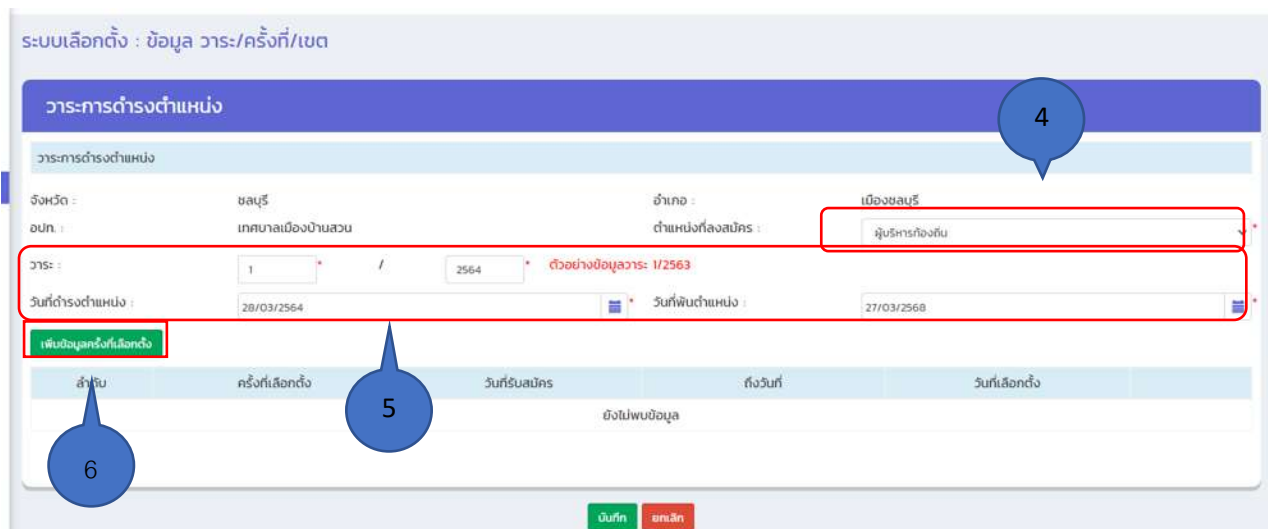 ระบบเลือกตั้ง : ข้อมูล วาระ/ครั้งที่/เขต
วาระการดำรงตำแหน่ง
4
วาระการดำรงตำแหน่ง
จังหวัด : ชลบุรี อำเภอ : เมืองชลบุรี
อปท. : เทศบาลเมืองบ้านสวน ตำแหน่งที่ลงสมัคร : ผู้บริหารท้องถิ่น *
วาระ : 1 * / 2564 * ตัวอย่างข้อมูลวาระ 1/2563
วันที่ดำรงตำแหน่ง : 28/03/2564 * วันที่พ้นตำแหน่ง : 27/03/2568 *
เพิ่มข้อมูลครั้งที่เลือกตั้ง
ลำดับ ครั้งที่เลือกตั้ง วันที่รับสมัคร ถึงวันที่ วันที่เลือกตั้ง
5
ยังไม่พบข้อมูล
6
บันทึก ยกเลิก